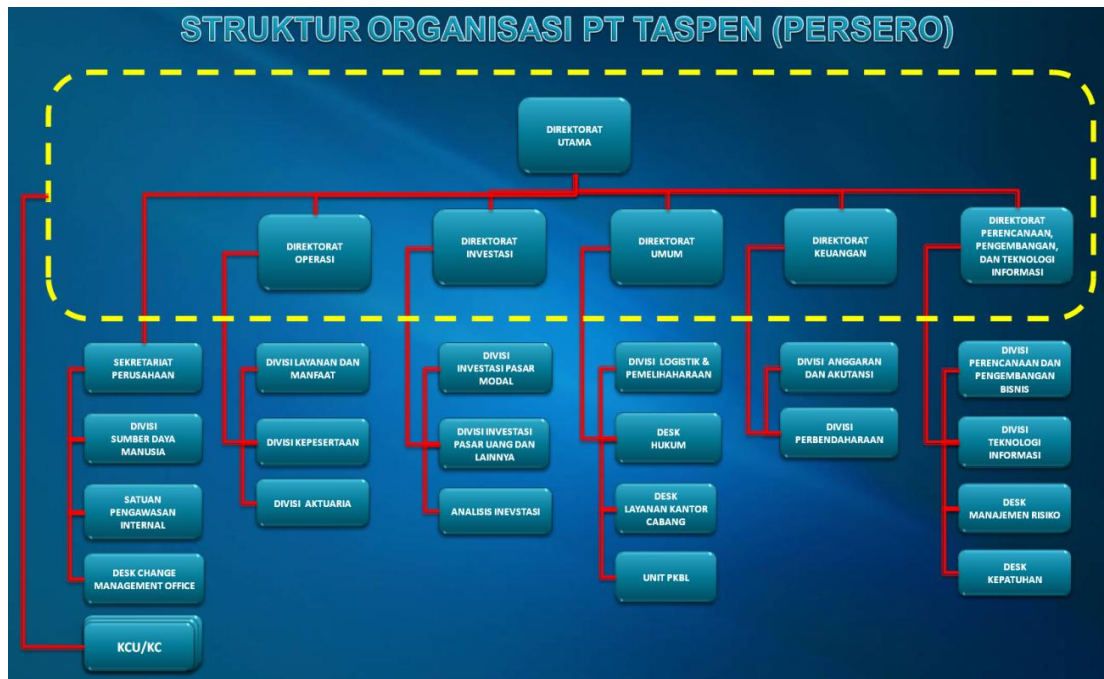 STRUKTUR ORGANISASI PT TASPEN (PERSERO)
DIREKTORAT
UTAMA
DIREKTORAT
OPERASI
DIREKTORAT
INVESTASI
DIREKTORAT
UMUM
DIREKTORAT
KEUANGAN
DIREKTORAT
PERENCANAAN,
PENGEMBANGAN,
DAN TEKNOLOGI
INFORMASI
SEKRETARIAT
PERUSAHAAN
DIVISI
SUMBER DAYA
MANUSIA
SATUAN
PENGAWASAN
INTERNAL
DESK CHANGE
MANAGEMENT OFFICE
KCU/KC
DIVISI LAYANAN DAN
MANFAAT
DIVISI KEPESERTAAN
DIVISI AKTUARIA
DIVISI
INVESTASI PASAR
MODAL
DIVISI INVESTASI
PASAR UANG DAN
LAINNYA
ANALISIS INEVSTASI
DIVISI LOGISTIK &
PEMELIHAHARAAN
DESK
HUKUM
DESK
LAYANAN KANTOR
CABANG
UNIT PKBL
DIVISI ANGGARAN
DAN AKUTANSI
DIVISI
PERBENDAHARAAN
DIVISI
PERENCANAAN DAN
PENGEMBANGAN
BISNIS
DIVISI
TEKNOLOGI
INFORMASI
DESK
MANAJEMEN RISIKO
DESK
KEPATUHAN